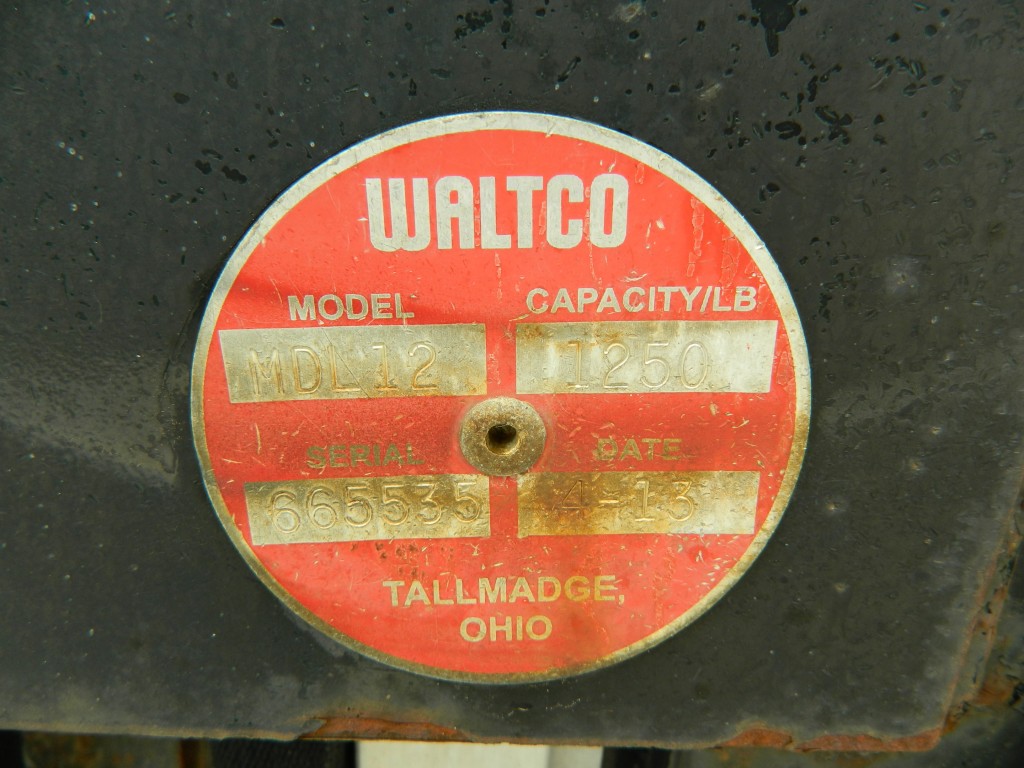 WALTCO
MODEL CAPACITY/LB
MDL12 1250
SERIAL DATE
665535 4-13
TALLMADGE,
OHIO